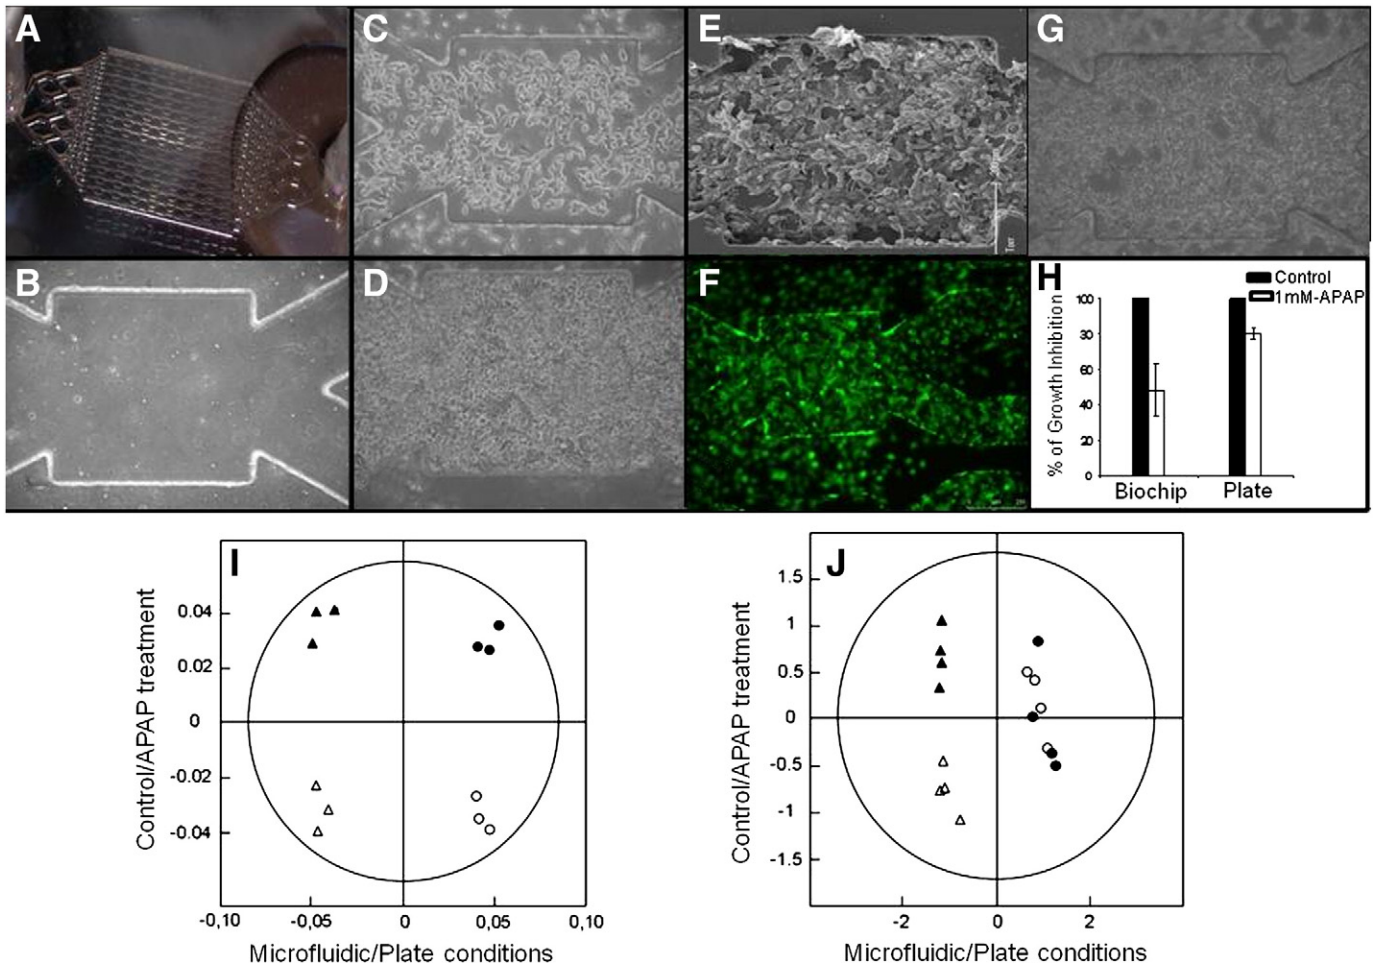 A
C
E
G
B
D
F
H
Control
1mM-APAP
% of Growth Inhibition
100
80
60
40
20
0
Biochip Plate
I
Control/APAP treatment
0.04
0.02
0
-0.02
-0.04
-0,10 -0,05 0 0,05 0,10
Microfluidic/Plate conditions
J
Control/APAP treatment
1.5
1
0.5
0
-0.5
-1
-1.5
-2 0 2
Microfluidic/Plate conditions